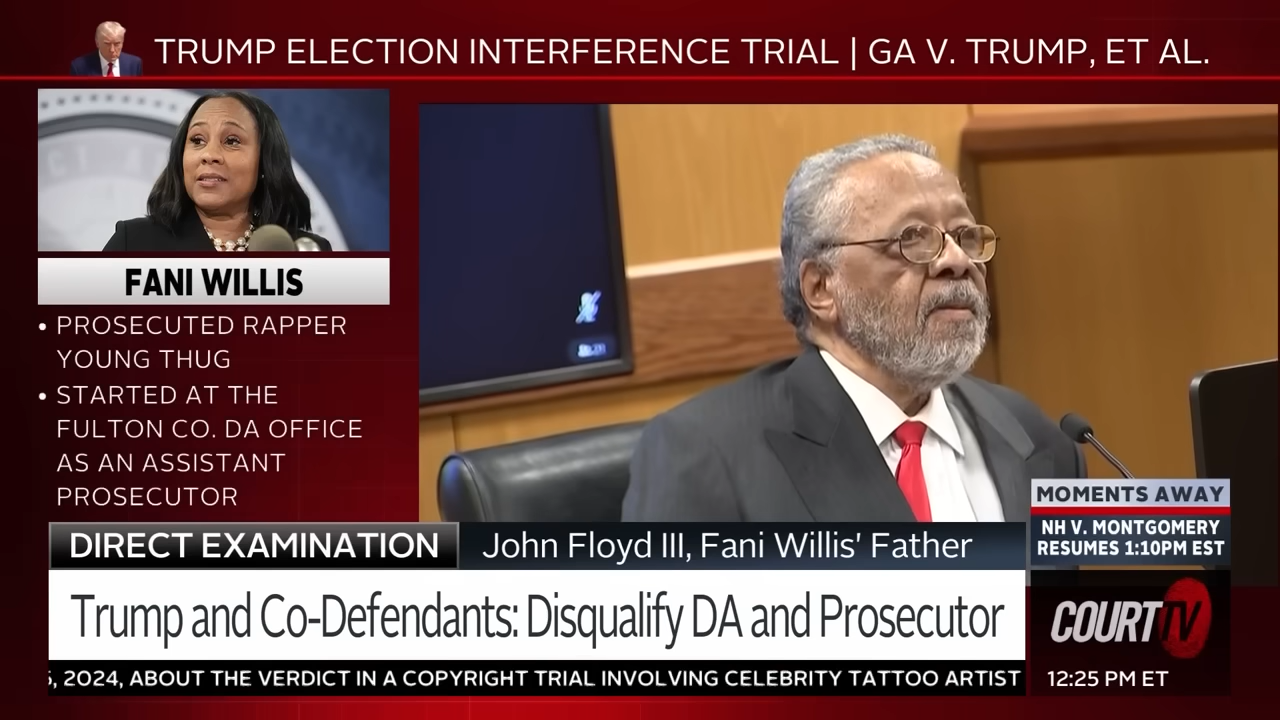 TRUMP ELECTION INTERFERENCE TRIAL | GA V. TRUMP, ET AL.
FANI WILLIS
• PROSECUTED RAPPER
YOUNG THUG
• STARTED AT THE
FULTON CO. DA OFFICE
AS AN ASSISTANT
PROSECUTOR
MOMENTS AWAY
NH V. MONTGOMERY
RESUMES 1:10PM EST
DIRECT EXAMINATION
John Floyd III, Fani Willis' Father
Trump and Co-Defendants: Disqualify DA and Prosecutor
COURT TV
, 2024, ABOUT THE VERDICT IN A COPYRIGHT TRIAL INVOLVING CELEBRITY TATTOO ARTIST
12:25 PM ET